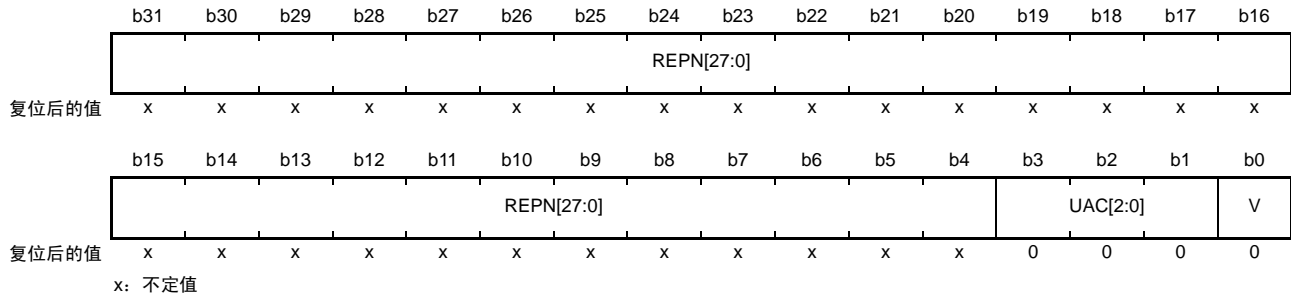 b31 b30 b29 b28 b27 b26 b25 b24 b23 b22 b21 b20 b19 b18 b17 b16
REPN[27:0]
复位后的值 x x x x x x x x x x x x x x x x
b15 b14 b13 b12 b11 b10 b9 b8 b7 b6 b5 b4 b3 b2 b1 b0
REPN[27:0] UAC[2:0] V
复位后的值 x x x x x x x x x x x x 0 0 0 0
x：不定值